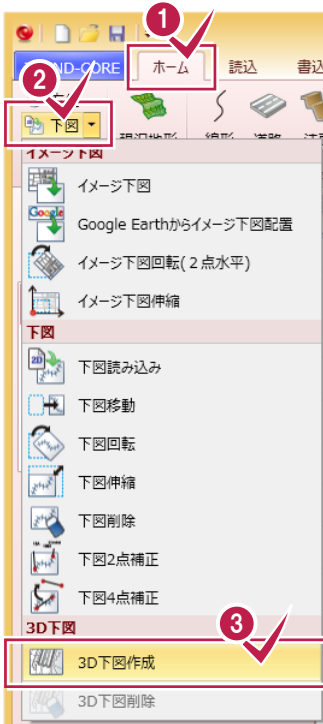 1
ND-CORE ホーム 読込 書込
2
下図
イメージ下図
イメージ下図
Google
Google Earthからイメージ下図配置
イメージ下図回転(２点水平)
イメージ下図伸縮
下図
2D
下図読み込み
下図移動
下図回転
下図伸縮
下図削除
下図2点補正
下図4点補正
3D下図
3
3D下図作成
3D下図削除